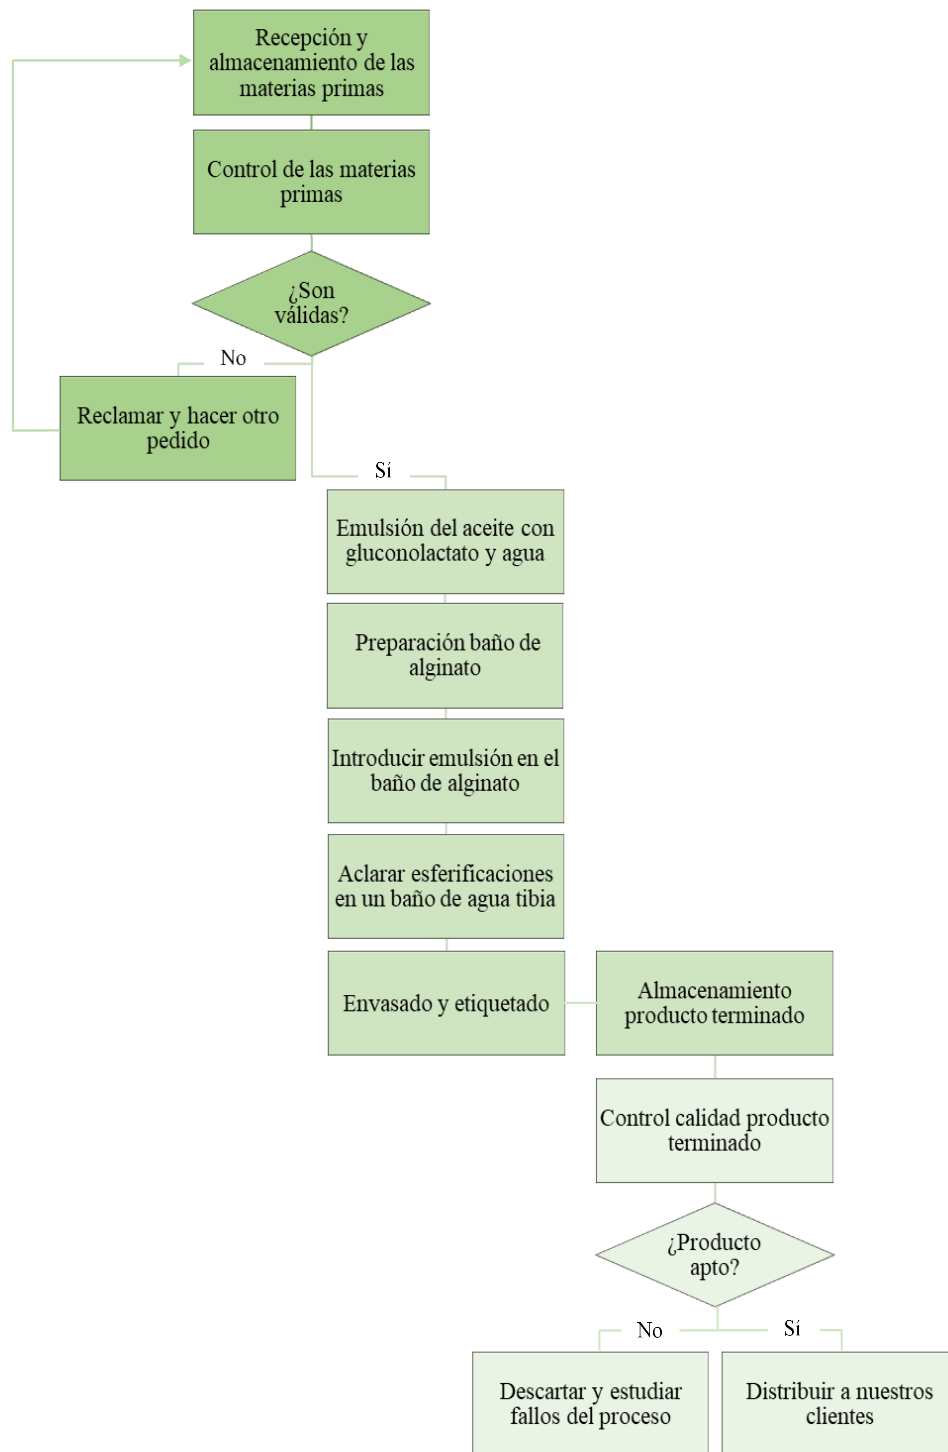 Recepción y
almacenamiento de las
materias primas
Control de las materias
primas
¿Son
válidas?
No
Reclamar y hacer otro
pedido
Sí
Emulsión del aceite con
gluconolactato y agua
Preparación baño de
alginato
Introducir emulsión en el
baño de alginato
Aclarar esferificaciones
en un baño de agua tibia
Envasado y etiquetado
Almacenamiento
producto terminado
Control calidad producto
terminado
¿Producto
apto?
No
Sí
Descartar y estudiar
fallos del proceso
Distribuir a nuestros
clientes